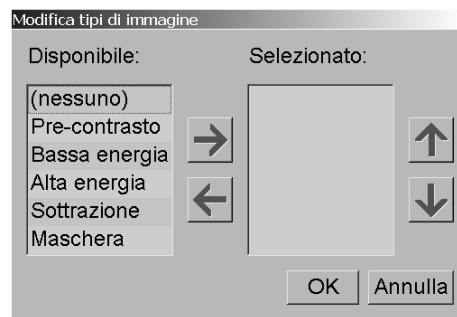 Modifica tipi di immagine
Disponibile:
Selezionato:
(nessuno)
Pre-contrasto
Bassa energia
Alta energia
Sottrazione
Maschera
OK
Annulla